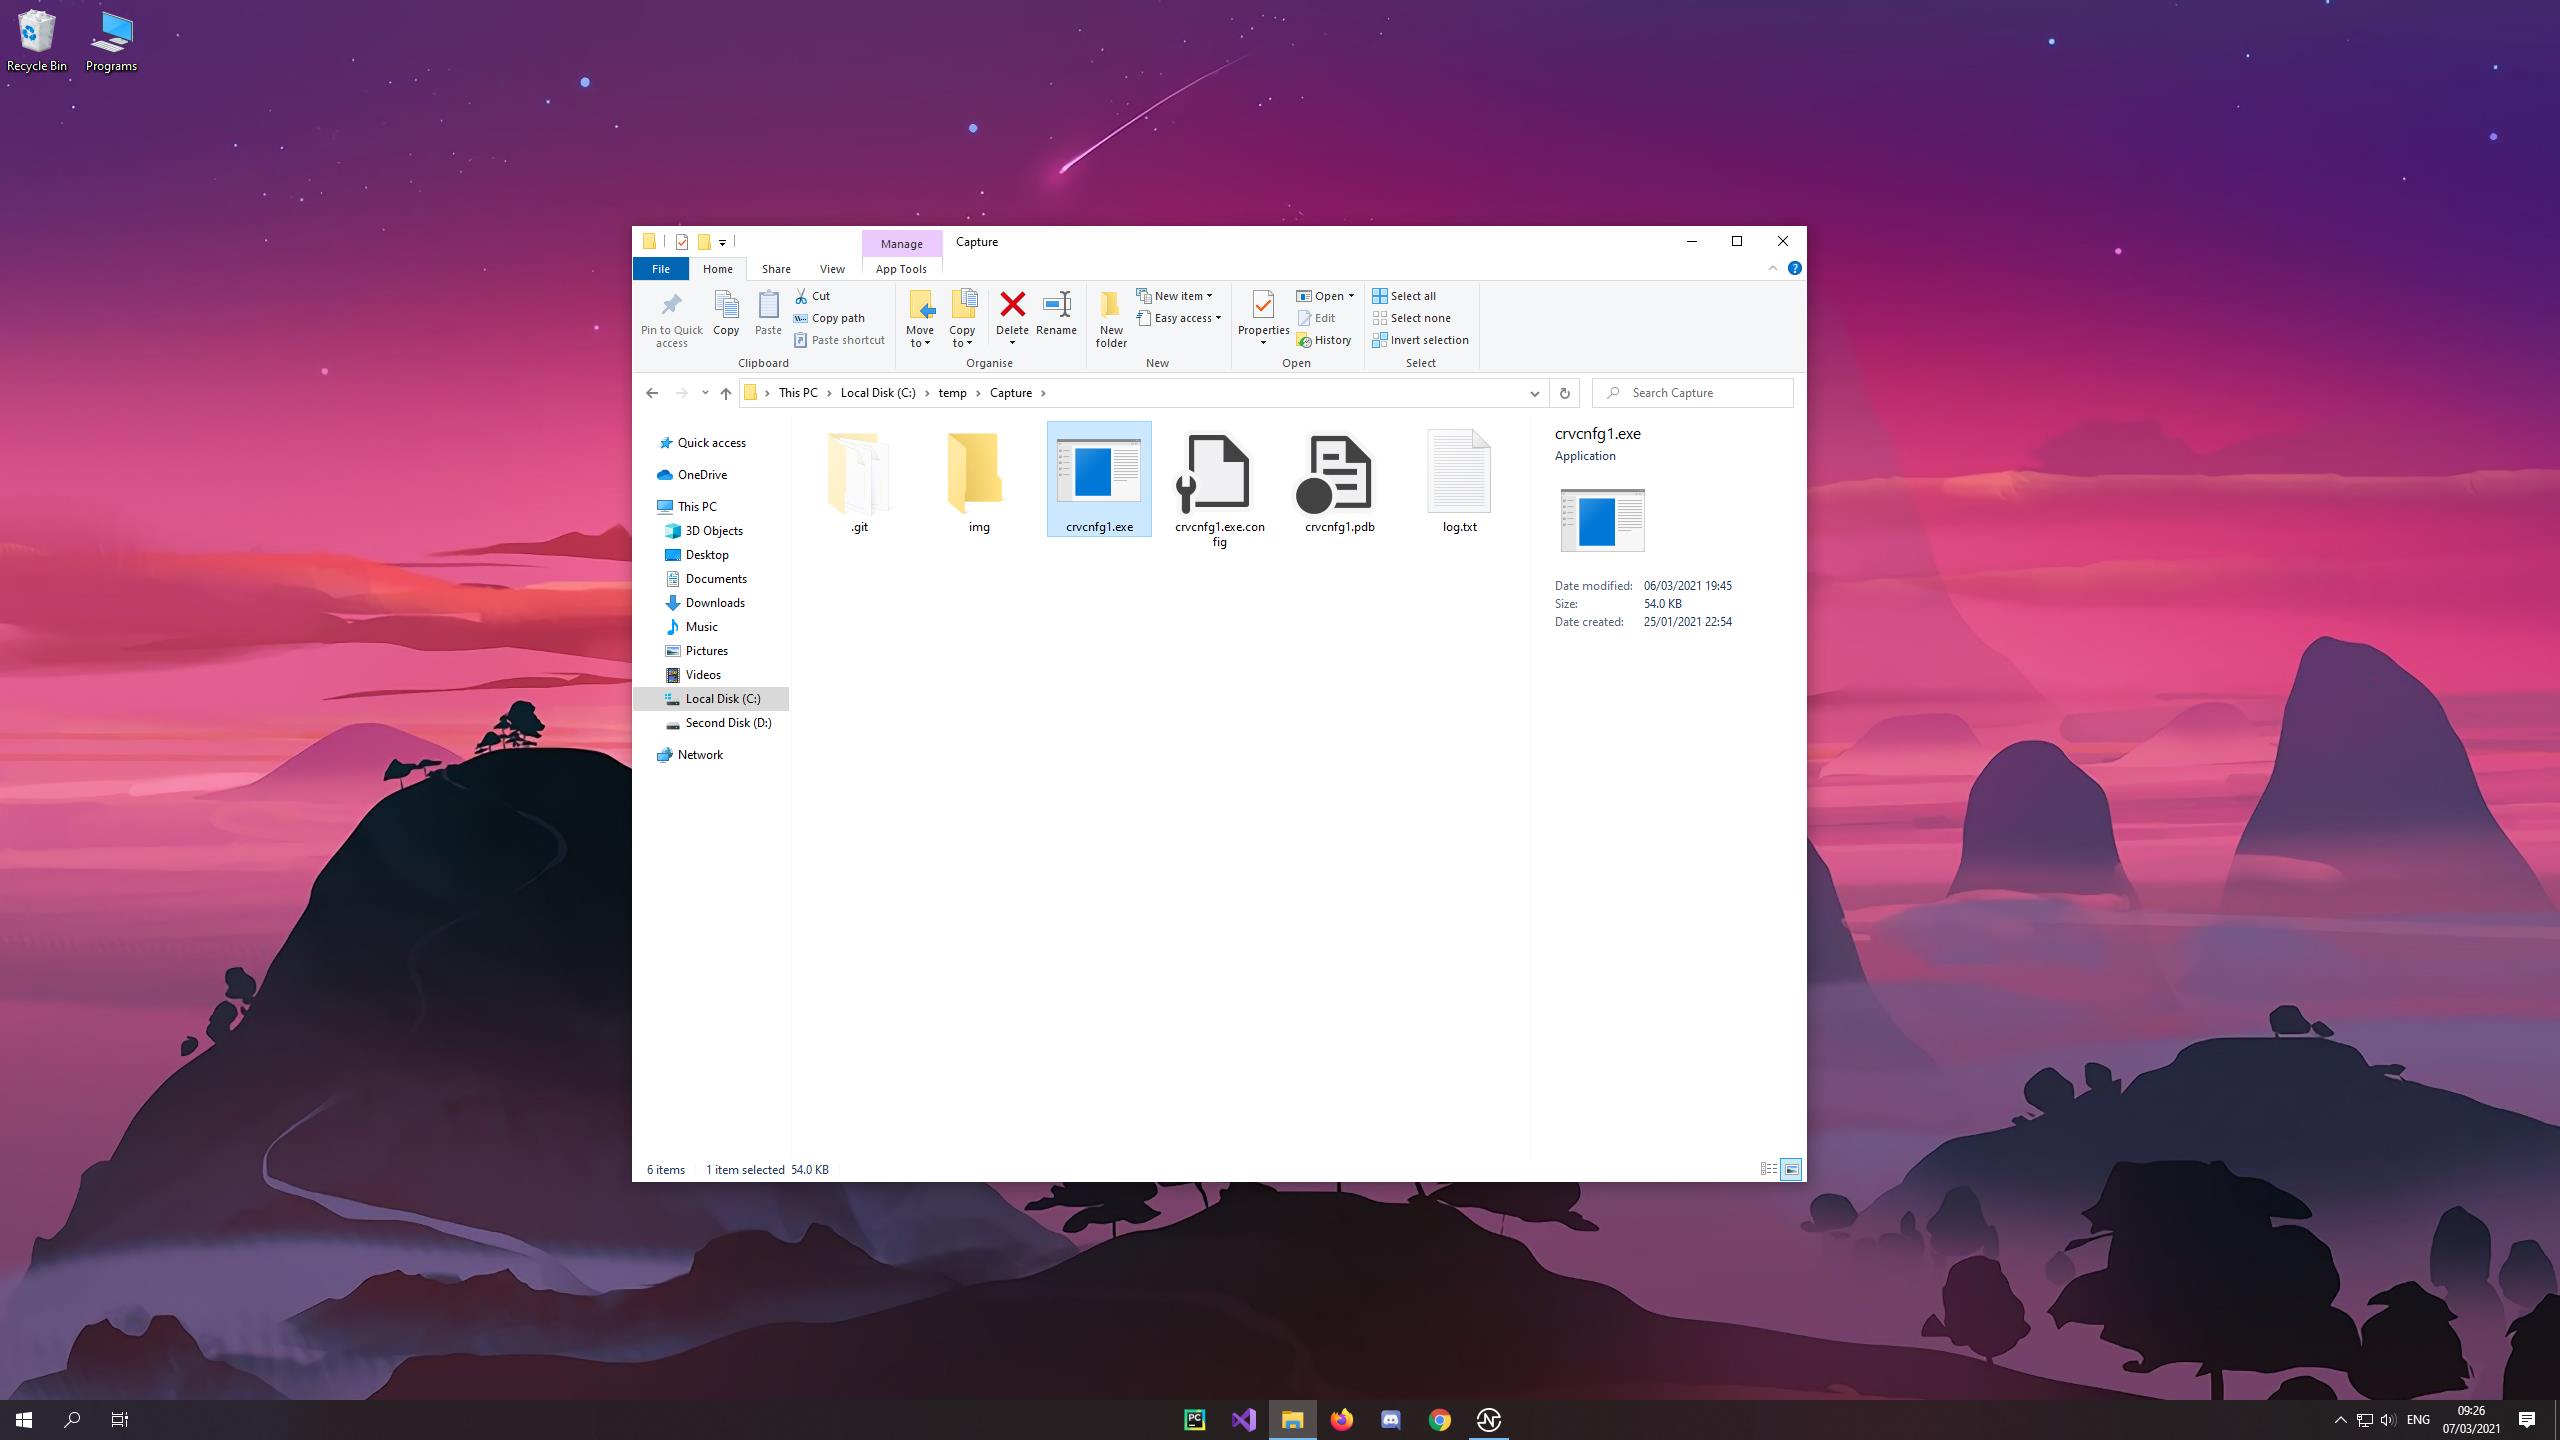 Recycle Bin
Programs
Manage
Capture
File
Home
Share
View
App Tools
?
Pin to Quick
access
Copy
Paste
Cut
Copy path
Paste shortcut
Move
to
Copy
to
Delete
Rename
New
folder
New item
Easy access
Properties
Open
Edit
History
Select all
Select none
Invert selection
Clipboard
Organise
New
Open
Select
This PC
Local Disk (C:)
temp
Capture
Search Capture
Quick access
OneDrive
This PC
3D Objects
Desktop
Documents
Downloads
Music
Pictures
Videos
Local Disk (C:)
Second Disk (D:)
Network
.git
img
crvcnfg1.exe
crvcnfg1.exe.con
fig
crvcnfg1.pdb
log.txt
crvcnfg1.exe
Application
Date modified: 06/03/2021 19:45
Size: 54.0 KB
Date created: 25/01/2021 22:54
6 items
1 item selected 54.0 KB
PC
ENG
09:26
07/03/2021